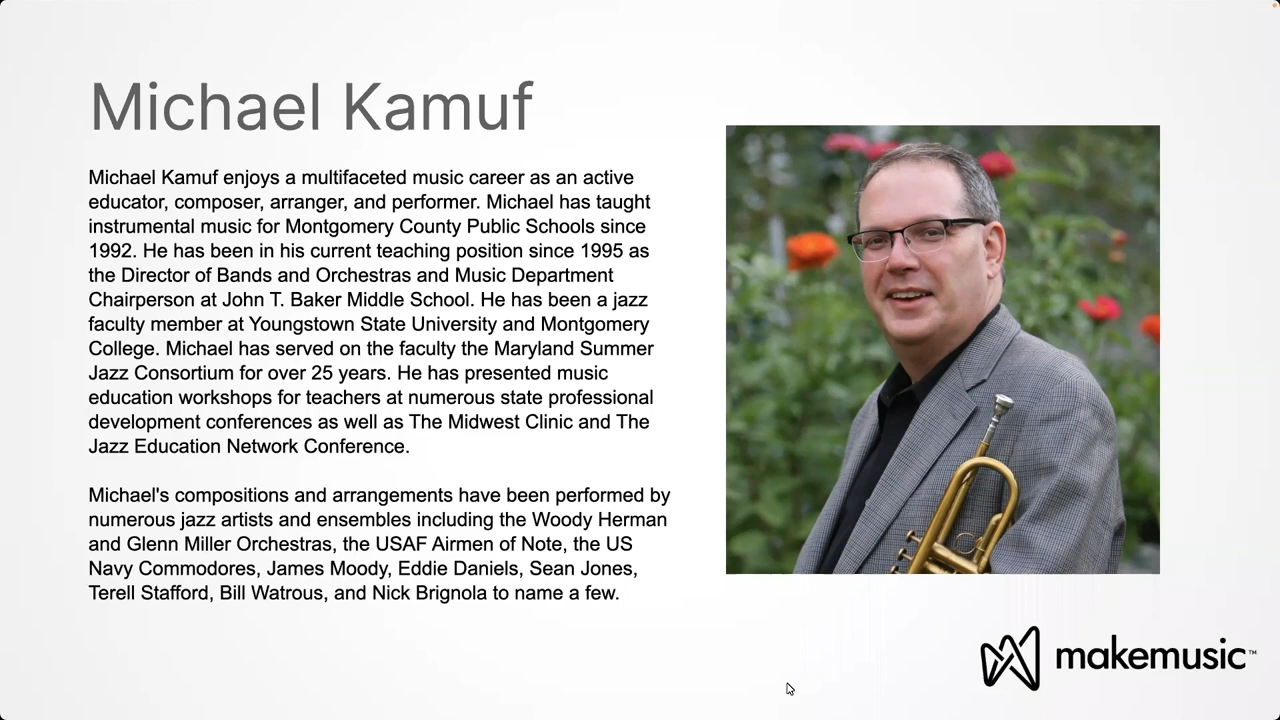 Michael Kamuf
Michael Kamuf enjoys a multifaceted music career as an active
educator, composer, arranger, and performer. Michael has taught
instrumental music for Montgomery County Public Schools since
1992. He has been in his current teaching position since 1995 as
the Director of Bands and Orchestras and Music Department
Chairperson at John T. Baker Middle School. He has been a jazz
faculty member at Youngstown State University and Montgomery
College. Michael has served on the faculty the Maryland Summer
Jazz Consortium for over 25 years. He has presented music
education workshops for teachers at numerous state professional
development conferences as well as The Midwest Clinic and The
Jazz Education Network Conference.
Michael's compositions and arrangements have been performed by
numerous jazz artists and ensembles including the Woody Herman
and Glenn Miller Orchestras, the USAF Airmen of Note, the US
Navy Commodores, James Moody, Eddie Daniels, Sean Jones,
Terell Stafford, Bill Watrous, and Nick Brignola to name a few.
makemusic™